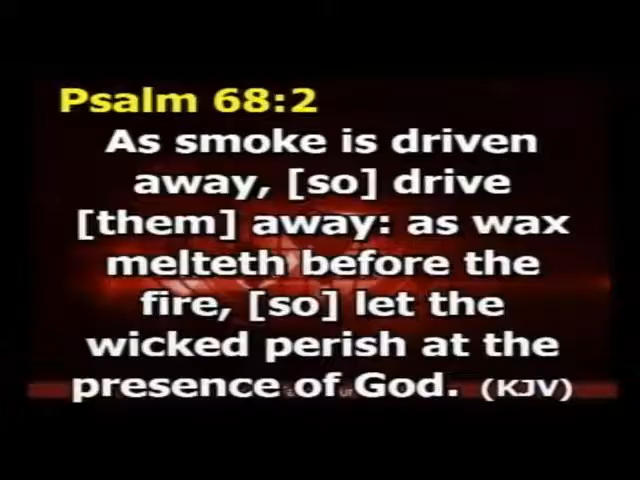 Psalm 68:2
As smoke is driven
away, [so] drive
[them] away: as wax
melteth before the
fire, [so] let the
wicked perish at the
presence of God. (KJV)